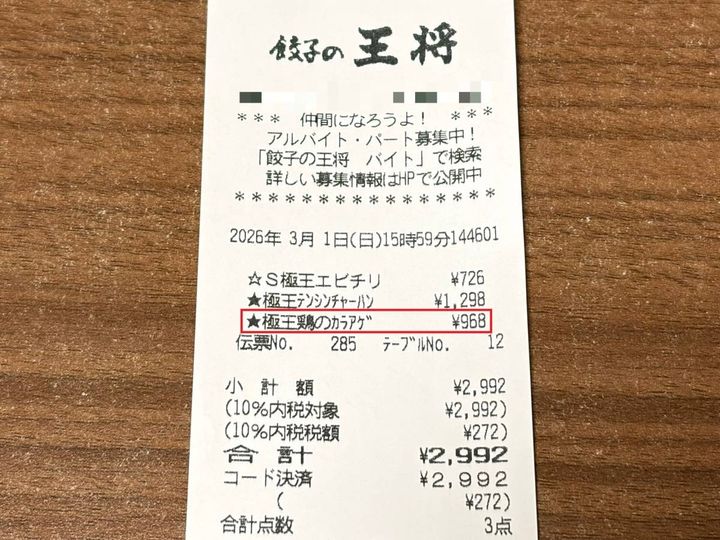 餃子の王将
* * * 仲間になろうよ! * * *
アルバイト・パート募集中!
「餃子の王将 バイト」で検索
詳しい募集情報はHPで公開中
* * * * * * * * * * * * * * * *
2026年 3月 1日(日)15時59分144601
☆S極王エビチリ ¥726
★極王テンシンチャーハン ¥1,298
★極王鶏のカラアゲ ¥968
伝票No. 285 テーブルNo. 12
小計額 ¥2,992
(10%内税対象 ¥2,992)
(10%内税税額 ¥272)
合計 ¥2,992
コード決済 ¥2,992
( ¥272)
合計点数 3点